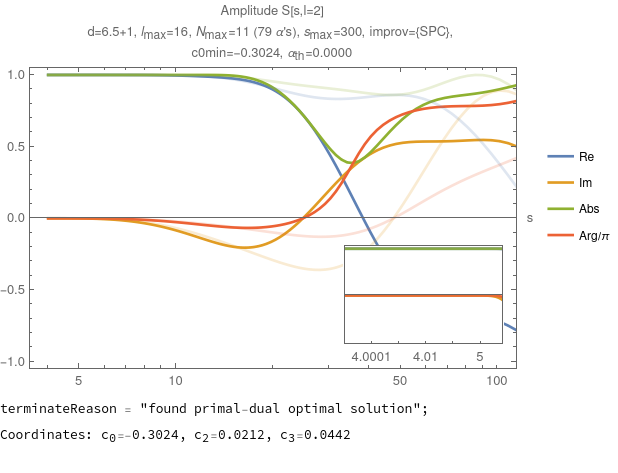 Amplitude S[s,l=2]
d=6.5+1, lmax=16, Nmax=11 (79 α's), smax=300, improv={SPC},
c0min=-0.3024, αth=0.0000
1.0
0.5
0.0
-0.5
-1.0
s
Re
Im
Abs
Arg/π
4.0001 4.01 5
5 10 50 100
terminateReason = "found primal-dual optimal solution";
Coordinates: c0=-0.3024, c2=0.0212, c3=0.0442